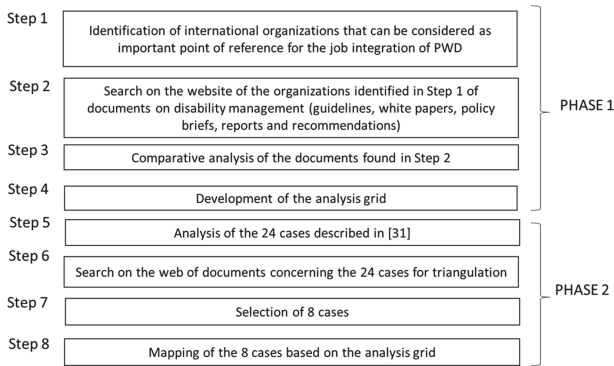 Step 1
Identification of international organizations that can be considered as
important point of reference for the job integration of PWD
Step 2
Search on the website of the organizations identified in Step 1 of
documents on disability management (guidelines, white papers, policy
briefs, reports and recommendations)
PHASE 1
Step 3
Comparative analysis of the documents found in Step 2
Step 4
Development of the analysis grid
Step 5
Analysis of the 24 cases described in [31]
Step 6
Search on the web of documents concerning the 24 cases for triangulation
PHASE 2
Step 7
Selection of 8 cases
Step 8
Mapping of the 8 cases based on the analysis grid